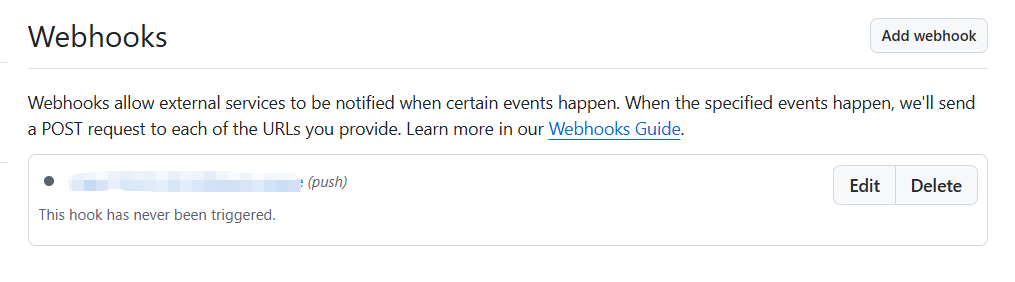 Webhooks
Add webhook
Webhooks allow external services to be notified when certain events happen. When the specified events happen, we'll send
a POST request to each of the URLs you provide. Learn more in our Webhooks Guide.
(push)
Edit
Delete
This hook has never been triggered.